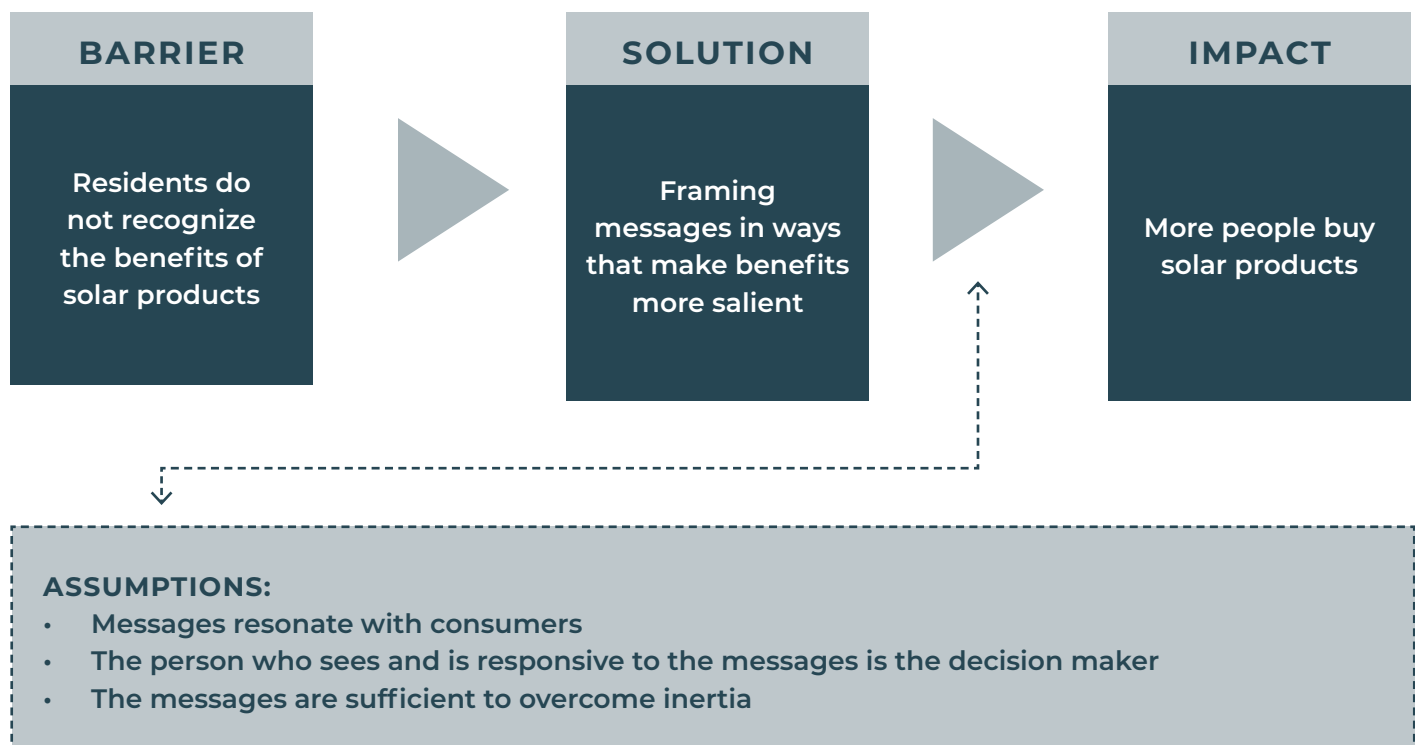 BARRIER
Residents do
not recognize
the benefits of
solar products
SOLUTION
Framing
messages in ways
that make benefits
more salient
IMPACT
More people buy
solar products
ASSUMPTIONS:
• Messages resonate with consumers
• The person who sees and is responsive to the messages is the decision maker
• The messages are sufficient to overcome inertia